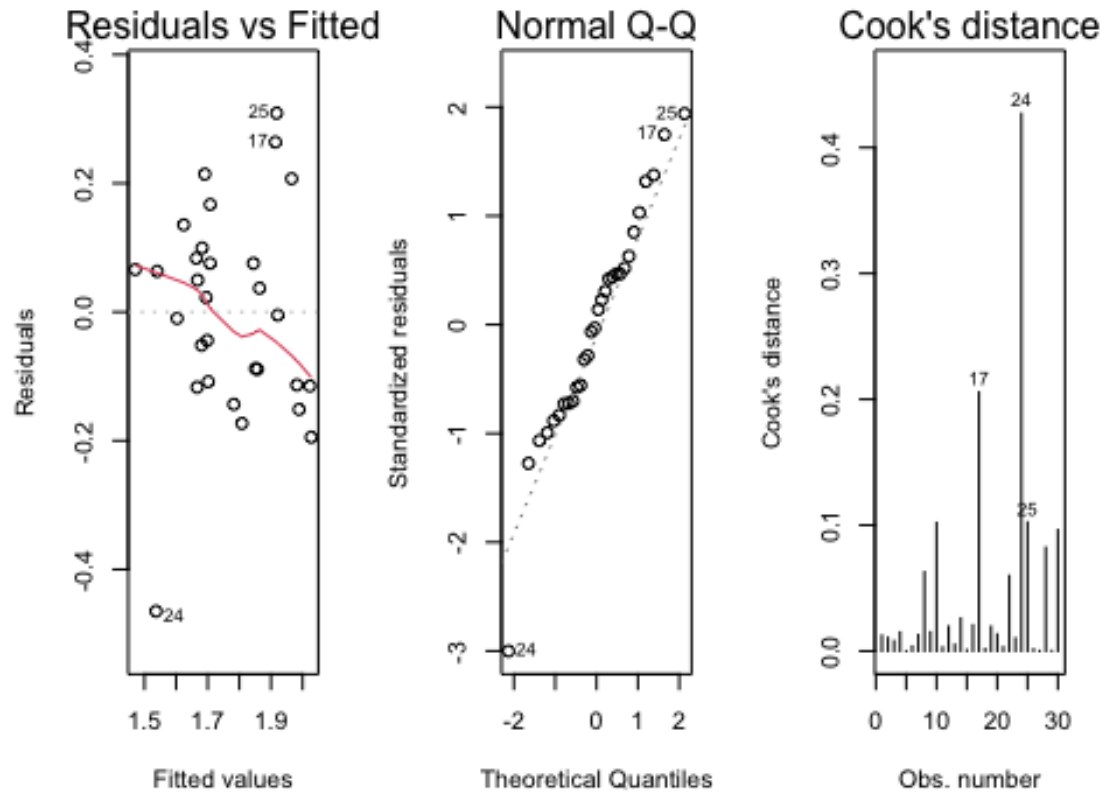 Residuals vs Fitted
0.4
0.2
0.0
-0.2
-0.4
25
17
24
Residuals
1.5 1.7 1.9
Fitted values
Normal Q-Q
2
1
0
-1
-2
-3
25
17
24
Standardized residuals
-2 0 1 2
Theoretical Quantiles
Cook's distance
0.4
0.3
0.2
0.1
0.0
24
17
25
Cook's distance
0 10 20 30
Obs. number